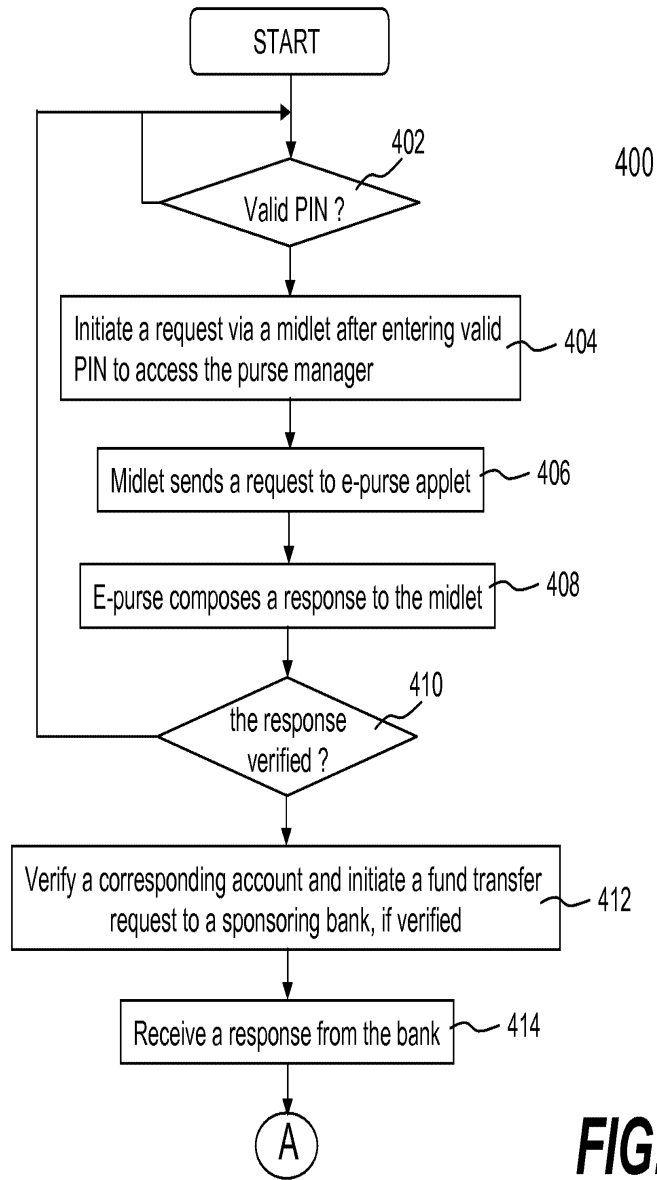 START
402
400
Valid PIN ?
Initiate a request via a midlet after entering valid
PIN to access the purse manager
404
Midlet sends a request to e-purse applet
406
E-purse composes a response to the midlet
408
410
the response
verified ?
Verify a corresponding account and initiate a fund transfer
request to a sponsoring bank, if verified
412
Receive a response from the bank
414
A
FIG.